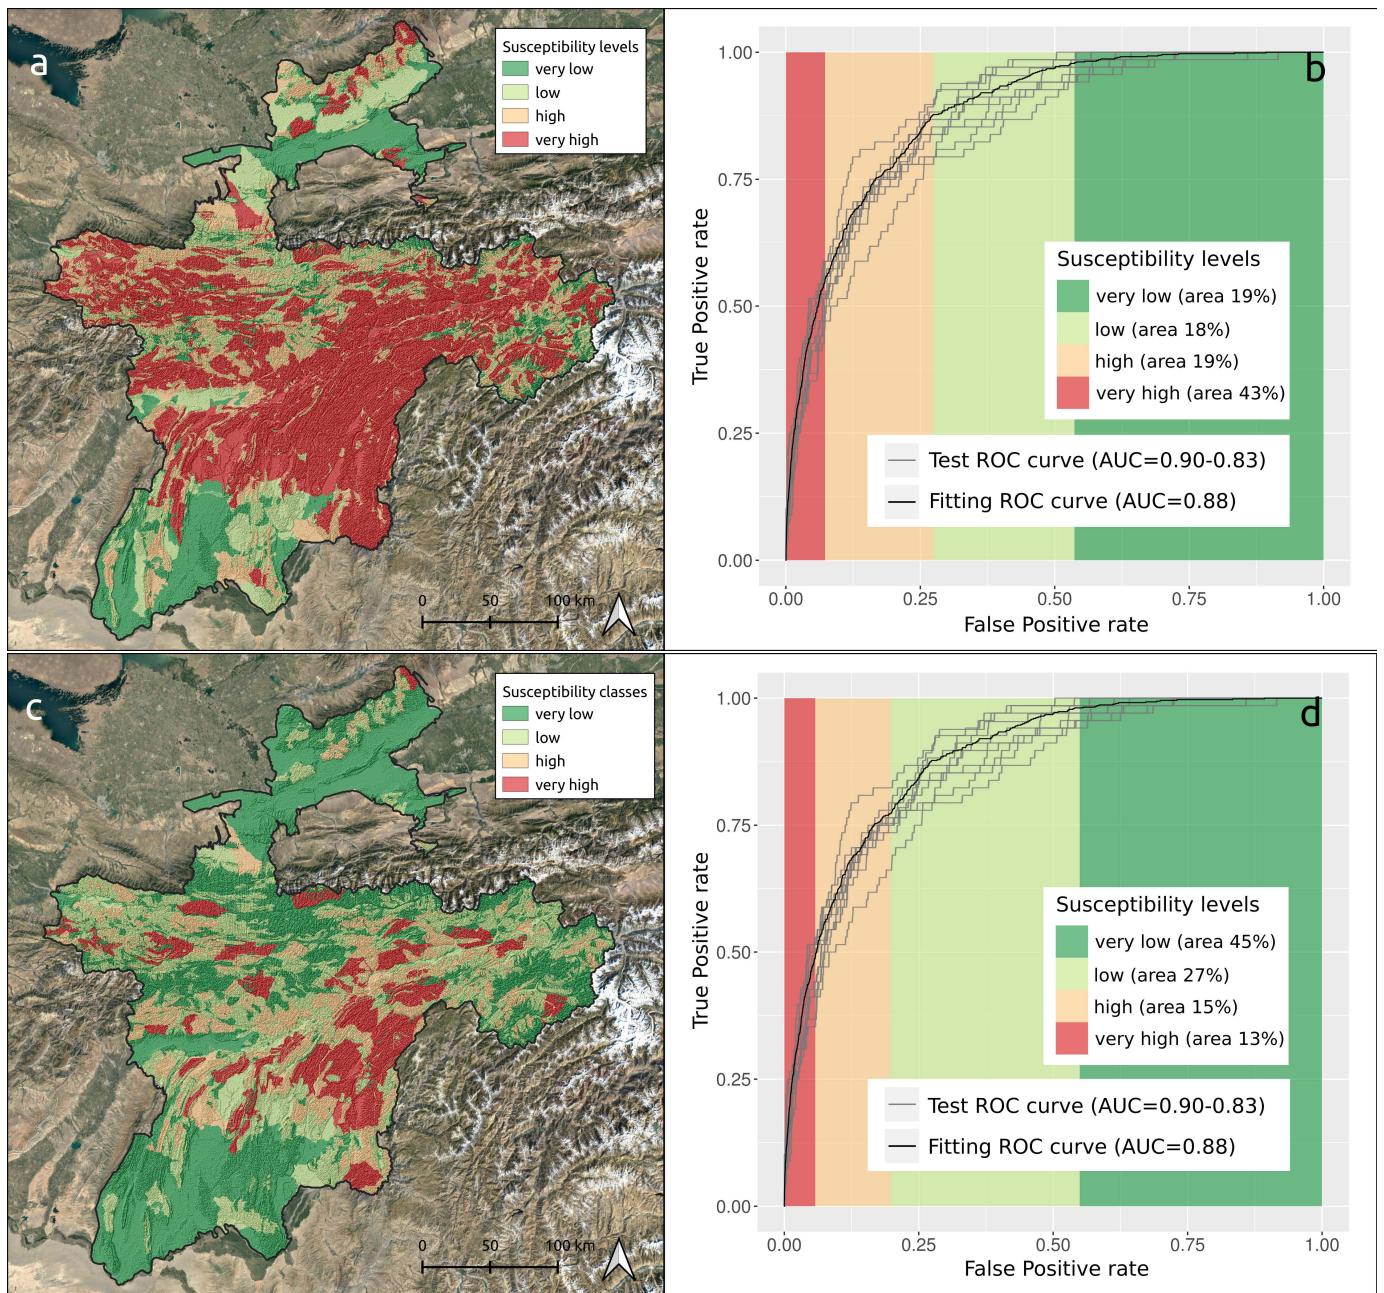 a
Susceptibility levels
very low
low
high
very high
0 50 100 km
b
1.00
0.75
0.50
0.25
0.00
True Positive rate
Susceptibility levels
very low (area 19%)
low (area 18%)
high (area 19%)
very high (area 43%)
Test ROC curve (AUC=0.90-0.83)
Fitting ROC curve (AUC=0.88)
0.00 0.25 0.50 0.75 1.00
False Positive rate
c
Susceptibility classes
very low
low
high
very high
0 50 100 km
d
1.00
0.75
0.50
0.25
0.00
True Positive rate
Susceptibility levels
very low (area 45%)
low (area 27%)
high (area 15%)
very high (area 13%)
Test ROC curve (AUC=0.90-0.83)
Fitting ROC curve (AUC=0.88)
0.00 0.25 0.50 0.75 1.00
False Positive rate